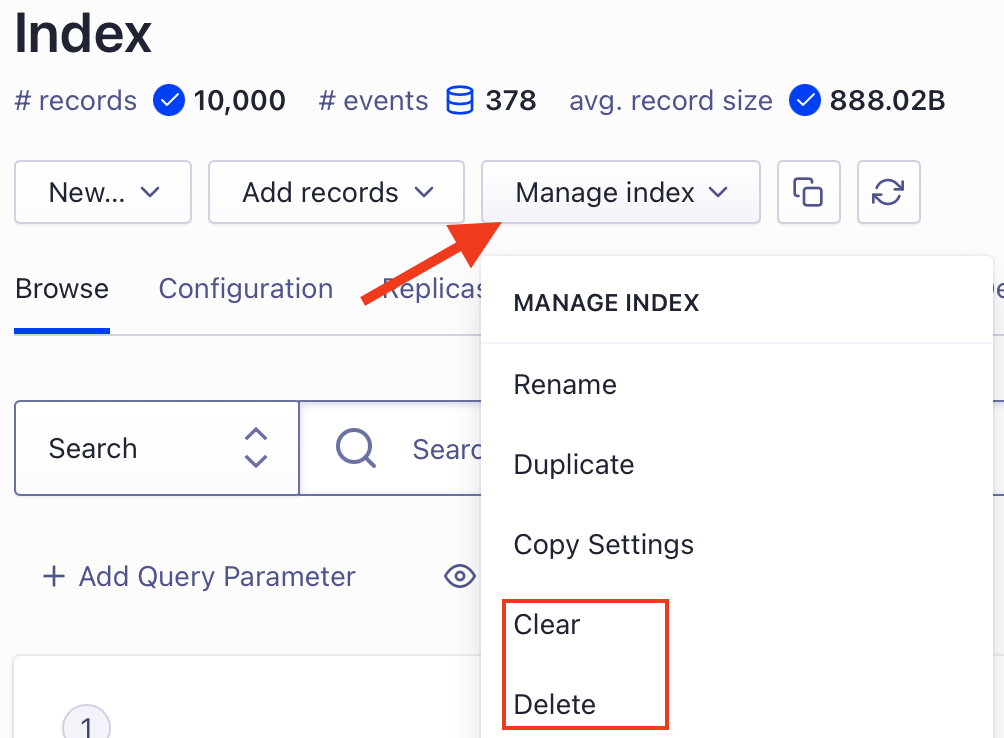 Index
# records 10,000 # events 378 avg. record size 888.02B
New... Add records Manage index
Browse Configuration Replicas
MANAGE INDEX
Rename
Search Searc
Duplicate
Copy Settings
+ Add Query Parameter
Clear
Delete
1